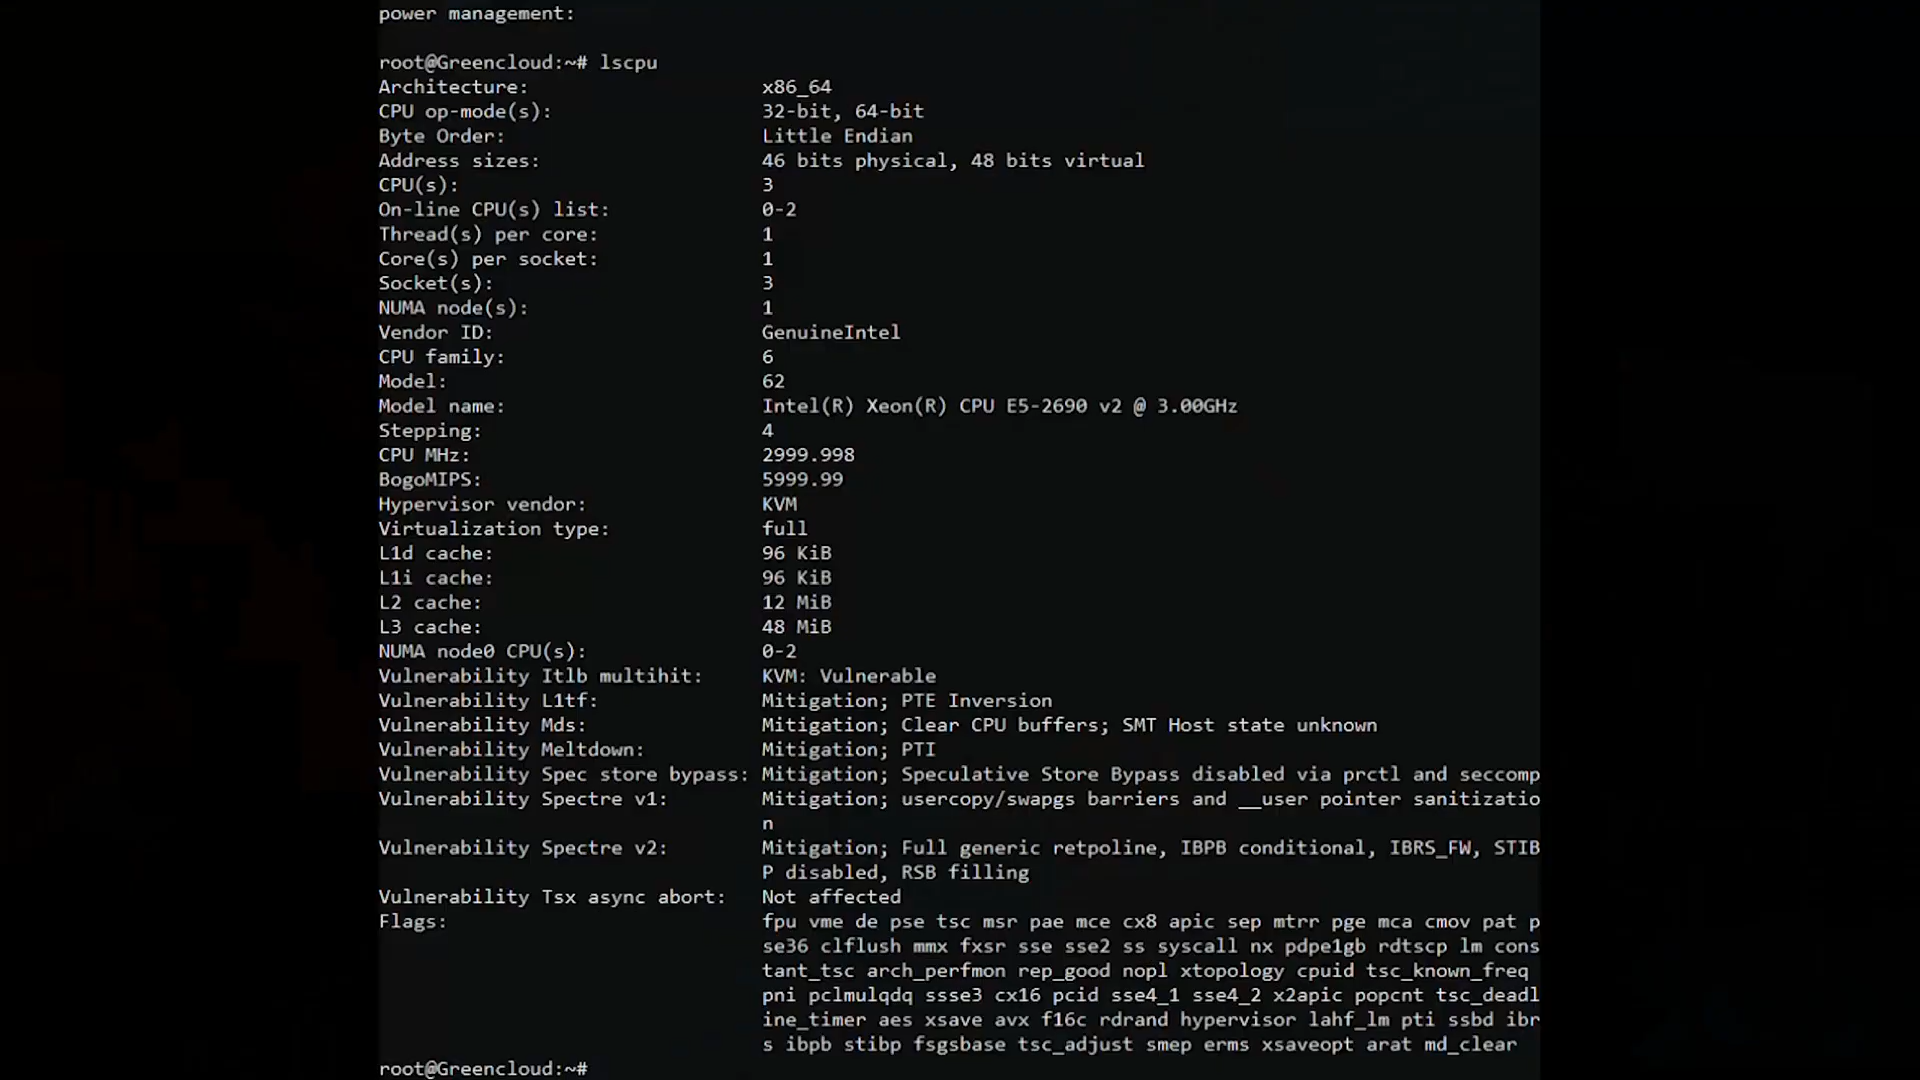 power management:
root@Greencloud:~# lscpu
Architecture: x86_64
CPU op-mode(s): 32-bit, 64-bit
Byte Order: Little Endian
Address sizes: 46 bits physical, 48 bits virtual
CPU(s): 3
On-line CPU(s) list: 0-2
Thread(s) per core: 1
Core(s) per socket: 1
Socket(s): 3
NUMA node(s): 1
Vendor ID: GenuineIntel
CPU family: 6
Model: 62
Model name: Intel(R) Xeon(R) CPU E5-2690 v2 @ 3.00GHz
Stepping: 4
CPU MHz: 2999.998
BogoMIPS: 5999.99
Hypervisor vendor: KVM
Virtualization type: full
L1d cache: 96 KiB
L1i cache: 96 KiB
L2 cache: 12 MiB
L3 cache: 48 MiB
NUMA node0 CPU(s): 0-2
Vulnerability Itlb multihit: KVM: Vulnerable
Vulnerability L1tf: Mitigation; PTE Inversion
Vulnerability Mds: Mitigation; Clear CPU buffers; SMT Host state unknown
Vulnerability Meltdown: Mitigation; PTI
Vulnerability Spec store bypass: Mitigation; Speculative Store Bypass disabled via prctl and seccomp
Vulnerability Spectre v1: Mitigation; usercopy/swapgs barriers and __user pointer sanitizatio
n
Vulnerability Spectre v2: Mitigation; Full generic retpoline, IBPB conditional, IBRS_FW, STIB
P disabled, RSB filling
Vulnerability Tsx async abort: Not affected
Flags: fpu vme de pse tsc msr pae mce cx8 apic sep mtrr pge mca cmov pat p
se36 clflush mmx fxsr sse sse2 ss syscall nx pdpe1gb rdtscp lm cons
tant_tsc arch_perfmon rep_good nopl xtopology cpuid tsc_known_freq
pni pclmulqdq ssse3 cx16 pcid sse4_1 sse4_2 x2apic popcnt tsc_deadl
ine_timer aes xsave avx f16c rdrand hypervisor lahf_lm pti ssbd ibr
s ibpb stibp fsgsbase tsc_adjust smep erms xsaveopt arat md_clear
root@Greencloud:~#